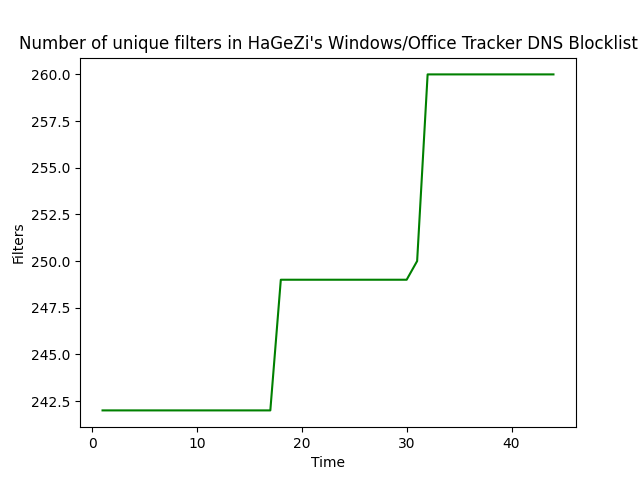 Number of unique filters in HaGeZi's Windows/Office Tracker DNS Blocklist
260.0
257.5
255.0
252.5
250.0
247.5
245.0
242.5
Filters
0 10 20 30 40
Time